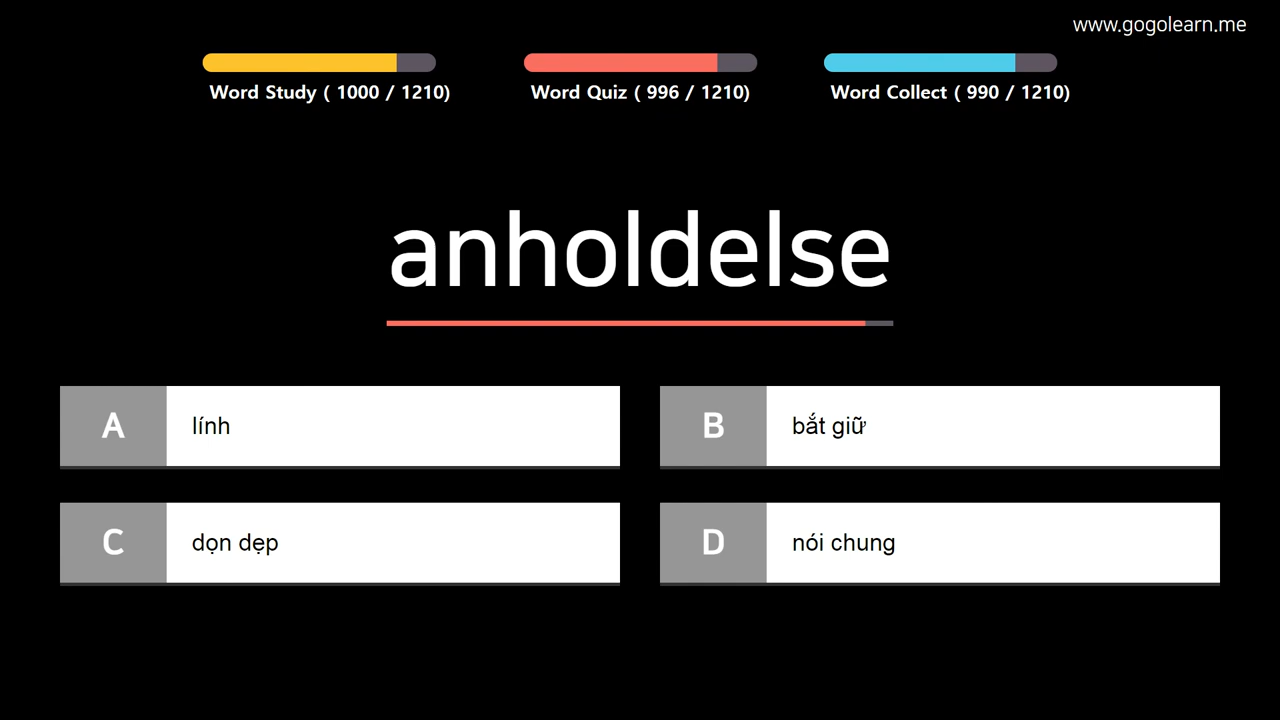 www.gogolearn.me
Word Study ( 1000 / 1210)
Word Quiz ( 996 / 1210)
Word Collect ( 990 / 1210)
anholdelse
A lính
B bắt giữ
C dọn dẹp
D nói chung